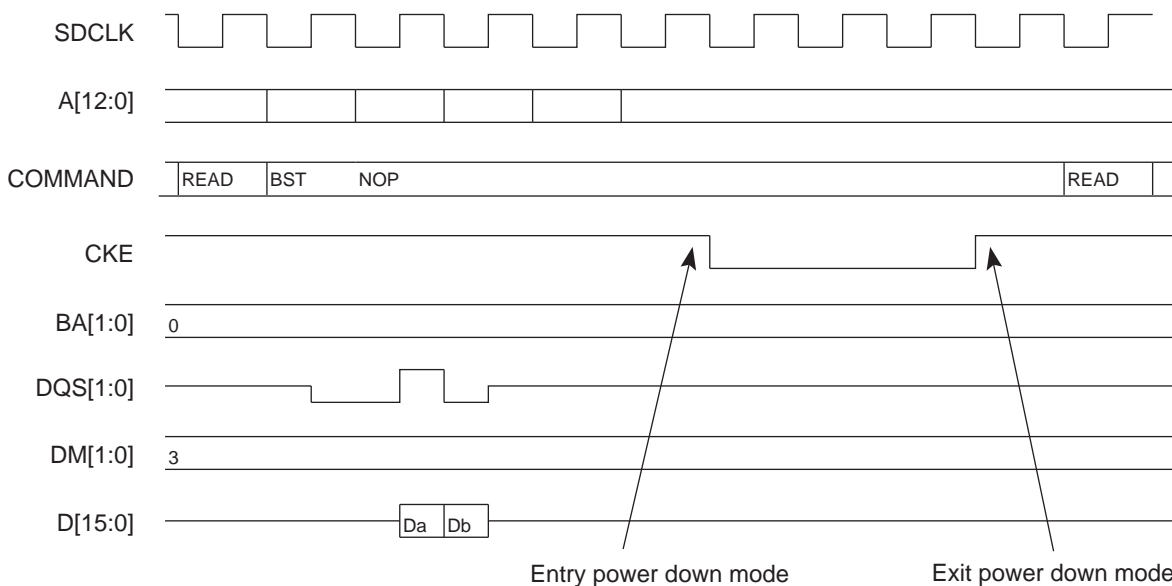 SDCLK
A[12:0]
COMMAND READ BST NOP READ
CKE
BA[1:0] 0
DQS[1:0]
DM[1:0] 3
D[15:0] Da Db
Entry power down mode Exit power down mode